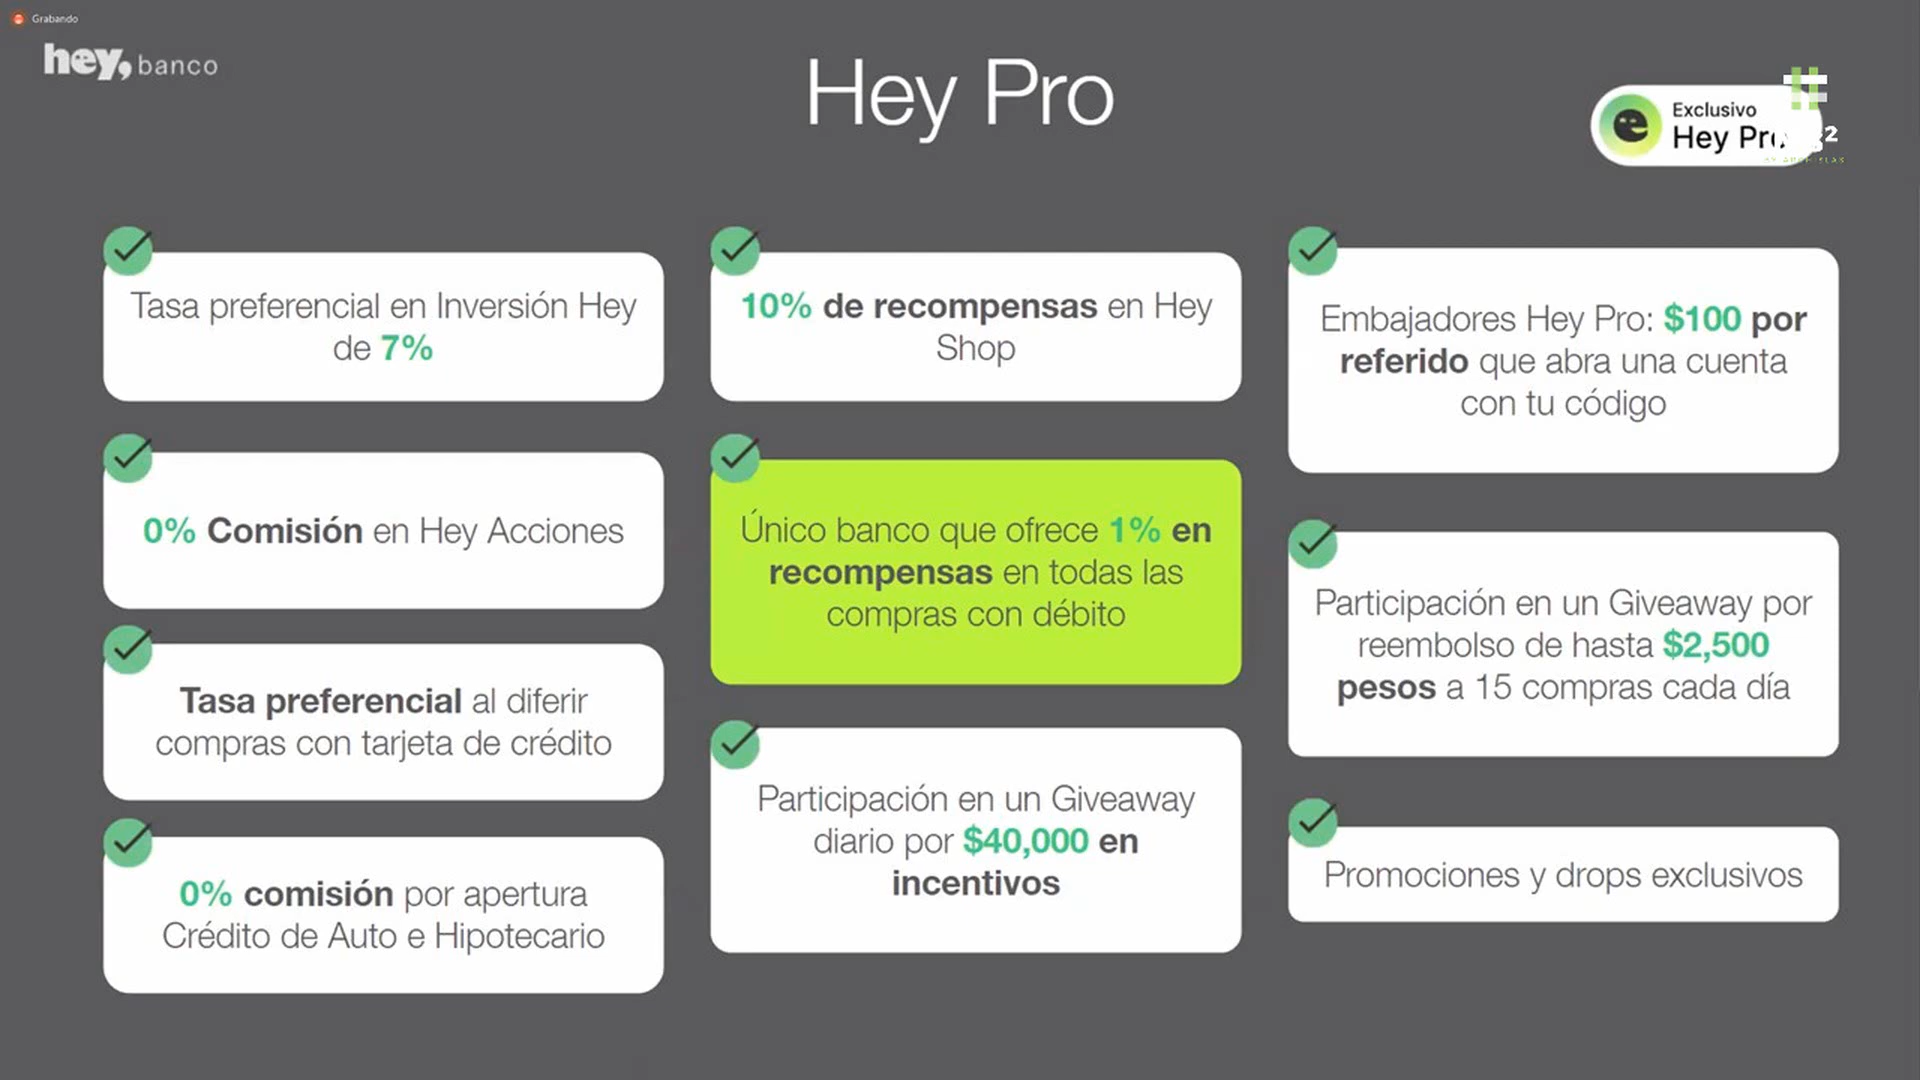 Grabando
hey, banco
Hey Pro
Exclusivo
Hey Pro
Tasa preferencial en Inversión Hey
de 7%
0% Comisión en Hey Acciones
Tasa preferencial al diferir
compras con tarjeta de crédito
0% comisión por apertura
Crédito de Auto e Hipotecario
10% de recompensas en Hey
Shop
Único banco que ofrece 1% en
recompensas en todas las
compras con débito
Participación en un Giveaway
diario por $40,000 en
incentivos
Embajadores Hey Pro: $100 por
referido que abra una cuenta
con tu código
Participación en un Giveaway por
reembolso de hasta $2,500
pesos a 15 compras cada día
Promociones y drops exclusivos